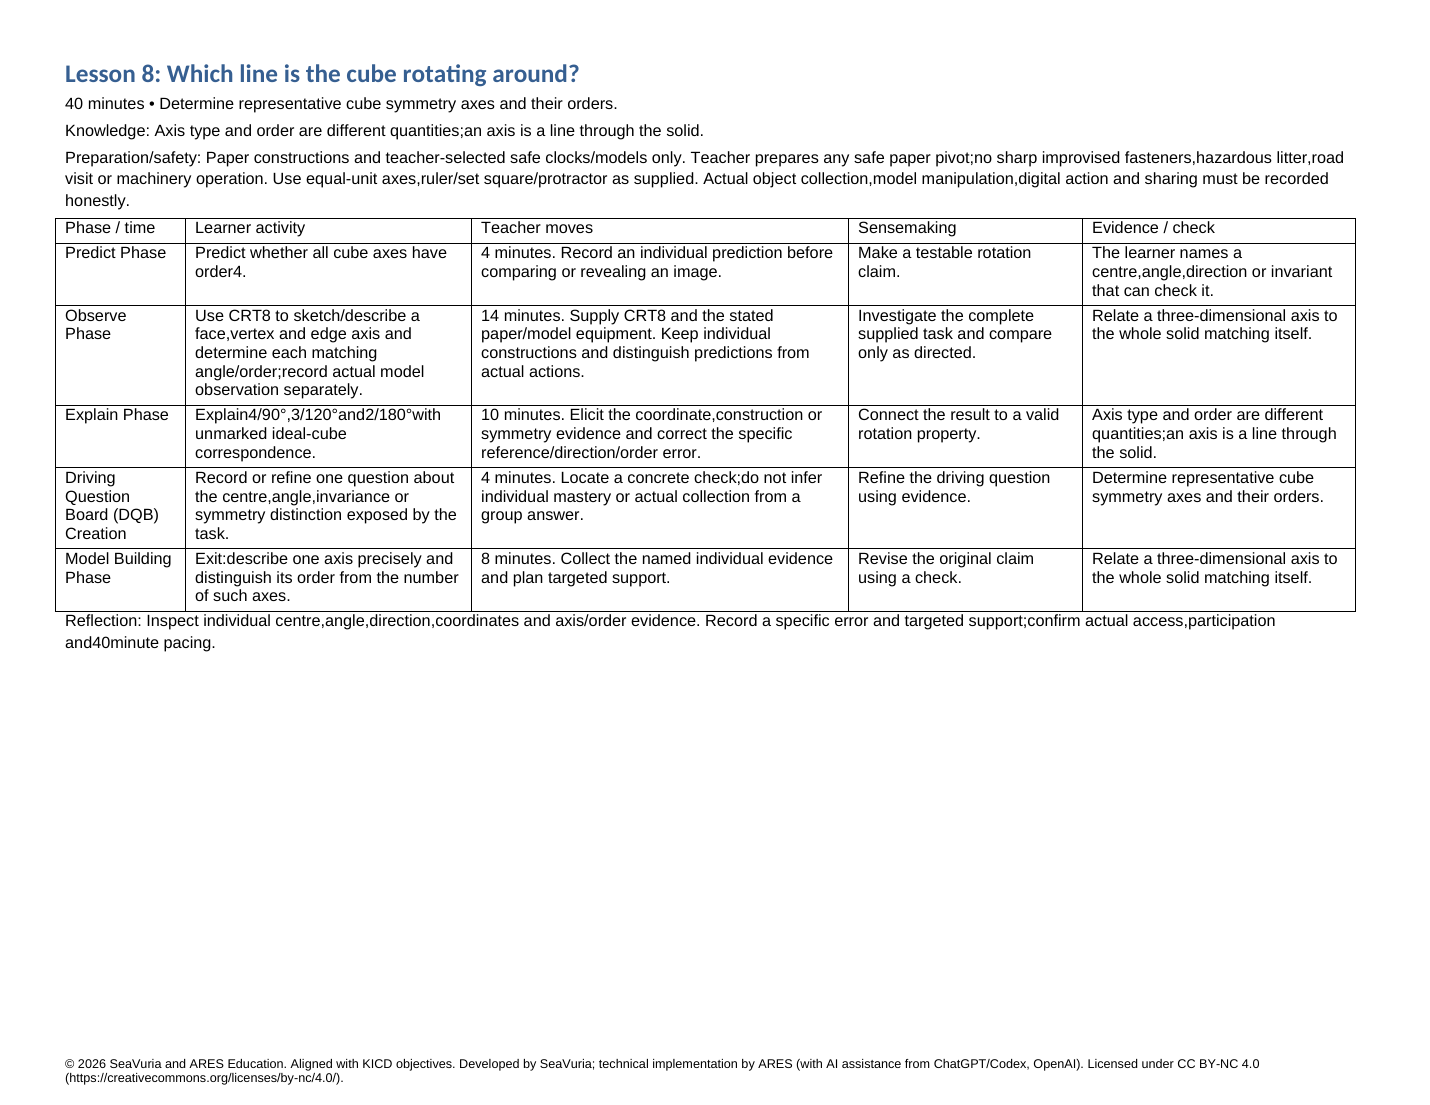 Lesson 8: Which line is the cube rotating around?
40 minutes • Determine representative cube symmetry axes and their orders.
Knowledge: Axis type and order are different quantities;an axis is a line through the solid.
Preparation/safety: Paper constructions and teacher-selected safe clocks/models only. Teacher prepares any safe paper pivot;no sharp improvised fasteners,hazardous litter,road
visit or machinery operation. Use equal-unit axes,ruler/set square/protractor as supplied. Actual object collection,model manipulation,digital action and sharing must be recorded
honestly.
Phase / time
Learner activity
Teacher moves
Sensemaking
Evidence / check
Predict Phase
Predict whether all cube axes have
order4.
4 minutes. Record an individual prediction before
comparing or revealing an image.
Make a testable rotation
claim.
The learner names a
centre,angle,direction or invariant
that can check it.
Observe
Phase
Use CRT8 to sketch/describe a
face,vertex and edge axis and
determine each matching
angle/order;record actual model
observation separately.
14 minutes. Supply CRT8 and the stated
paper/model equipment. Keep individual
constructions and distinguish predictions from
actual actions.
Investigate the complete
supplied task and compare
only as directed.
Relate a three-dimensional axis to
the whole solid matching itself.
Explain Phase
Explain4/90°,3/120°and2/180°with
unmarked ideal-cube
correspondence.
10 minutes. Elicit the coordinate,construction or
symmetry evidence and correct the specific
reference/direction/order error.
Connect the result to a valid
rotation property.
Axis type and order are different
quantities;an axis is a line through
the solid.
Driving
Question
Board (DQB)
Creation
Record or refine one question about
the centre,angle,invariance or
symmetry distinction exposed by the
task.
4 minutes. Locate a concrete check;do not infer
individual mastery or actual collection from a
group answer.
Refine the driving question
using evidence.
Determine representative cube
symmetry axes and their orders.
Model Building
Phase
Exit:describe one axis precisely and
distinguish its order from the number
of such axes.
8 minutes. Collect the named individual evidence
and plan targeted support.
Revise the original claim
using a check.
Relate a three-dimensional axis to
the whole solid matching itself.
Reflection: Inspect individual centre,angle,direction,coordinates and axis/order evidence. Record a specific error and targeted support;confirm actual access,participation
and40minute pacing.
© 2026 SeaVuria and ARES Education. Aligned with KICD objectives. Developed by SeaVuria; technical implementation by ARES (with AI assistance from ChatGPT/Codex, OpenAI). Licensed under CC BY-NC 4.0
(https://creativecommons.org/licenses/by-nc/4.0/).